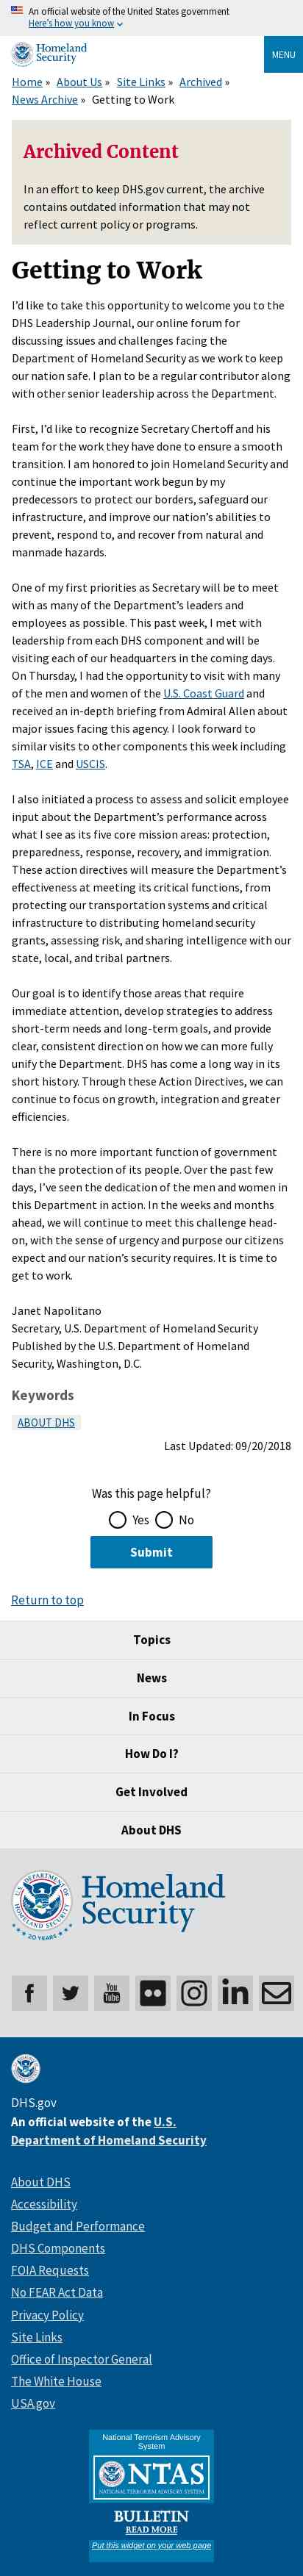 An official website of the United States government
Here's how you know
Homeland
Security
MENU
Home » About Us » Site Links » Archived »
News Archive » Getting to Work
Archived Content
In an effort to keep DHS.gov current, the archive
contains outdated information that may not
reflect current policy or programs.
Getting to Work
I'd like to take this opportunity to welcome you to the
DHS Leadership Journal, our online forum for
discussing issues and challenges facing the
Department of Homeland Security as we work to keep
our nation safe. I plan to be a regular contributor along
with other senior leadership across the Department.
First, I'd like to recognize Secretary Chertoff and his
team for the work they have done to ensure a smooth
transition. I am honored to join Homeland Security and
continue the important work begun by my
predecessors to protect our borders, safeguard our
infrastructure, and improve our nation's abilities to
prevent, respond to, and recover from natural and
manmade hazards.
One of my first priorities as Secretary will be to meet
with as many of the Department's leaders and
employees as possible. This past week, I met with
leadership from each DHS component and will be
visiting each of our headquarters in the coming days.
On Thursday, I had the opportunity to visit with many
of the men and women of the U.S. Coast Guard and
received an in-depth briefing from Admiral Allen about
major issues facing this agency. I look forward to
similar visits to other components this week including
TSA, ICE and USCIS.
I also initiated a process to assess and solicit employee
input about the Department's performance across
what I see as its five core mission areas: protection,
preparedness, response, recovery, and immigration.
These action directives will measure the Department's
effectiveness at meeting its critical functions, from
protecting our transportation systems and critical
infrastructure to distributing homeland security
grants, assessing risk, and sharing intelligence with our
state, local, and tribal partners.
Our goal is to identify those areas that require
immediate attention, develop strategies to address
short-term needs and long-term goals, and provide
clear, consistent direction on how we can more fully
unify the Department. DHS has come a long way in its
short history. Through these Action Directives, we can
continue to focus on growth, integration and greater
efficiencies.
There is no more important function of government
than the protection of its people. Over the past few
days, I've seen the dedication of the men and women in
this Department in action. In the weeks and months
ahead, we will continue to meet this challenge head-
on, with the sense of urgency and purpose our citizens
expect and our nation's security requires. It is time to
get to work.
Janet Napolitano
Secretary, U.S. Department of Homeland Security
Published by the U.S. Department of Homeland
Security, Washington, D.C.
Keywords
ABOUT DHS
Last Updated: 09/20/2018
Was this page helpful?
Yes No
Submit
Return to top
Topics
News
In Focus
How Do I?
Get Involved
About DHS
Homeland
Security
20 YEARS
You
Tube
in
DHS.gov
An official website of the U.S.
Department of Homeland Security
About DHS
Accessibility
Budget and Performance
DHS Components
FOIA Requests
No FEAR Act Data
Privacy Policy
Site Links
Office of Inspector General
The White House
USA.gov
National Terrorism Advisory
System
NTAS
NATIONAL TERRORISM ADVISORY SYSTEM
BULLETIN
READ MORE
Put this widget on your web page